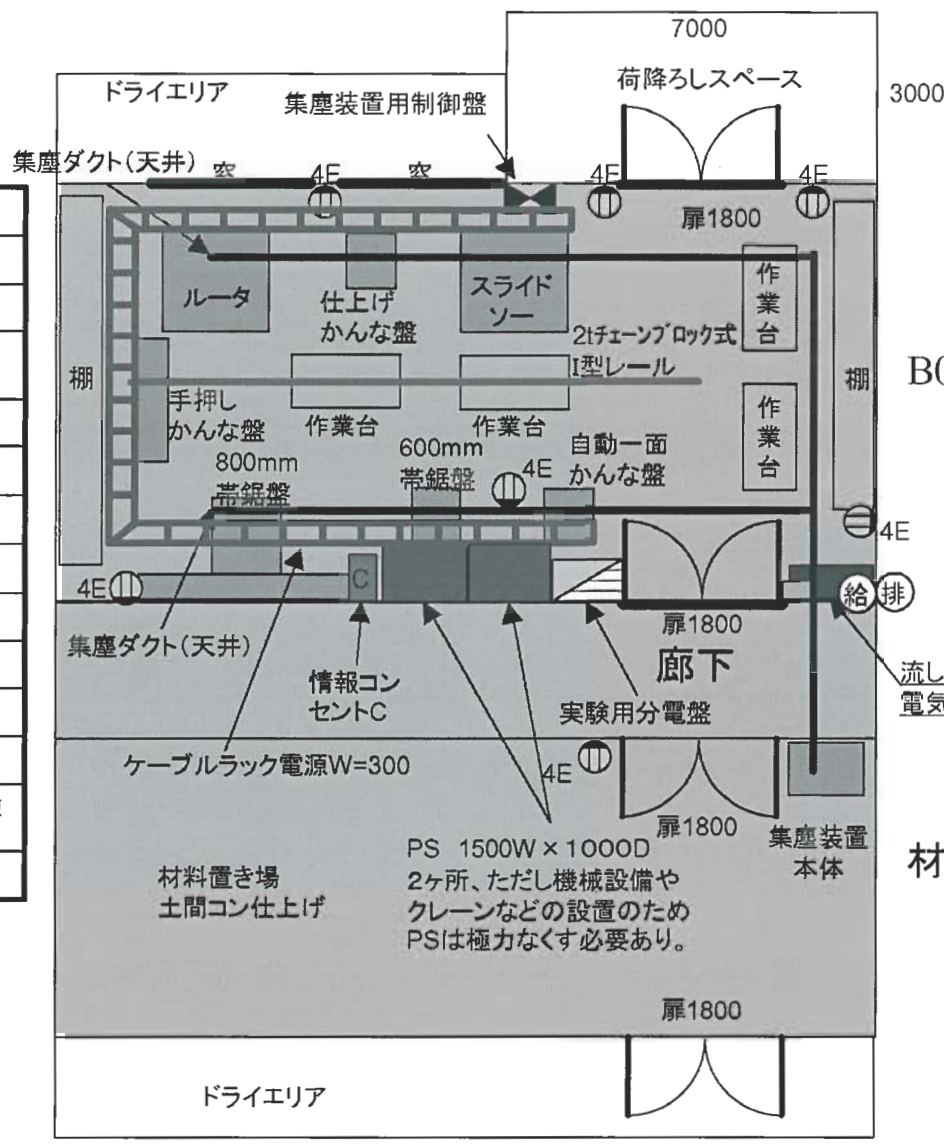 7000
荷降ろしスペース
3000
ドライエリア
集塵装置用制御盤
集塵ダクト(天井)
窓
4E
窓
4E
4E
扉1800
ルータ
仕上げ
かんな盤
スライド
ソー
作業台
2tチェーンブロック式
I型レール
棚
棚
手押し
かんな盤
作業台
作業台
作業台
800mm
帯鋸盤
600mm
帯鋸盤
4E
自動一面
かんな盤
4E
4E
C
給
排
扉1800
集塵ダクト(天井)
廊下
情報コン
セントC
実験用分電盤
流し
電気
ケーブルラック電源W=300
4E
扉1800
集塵装置
本体
材料置き場
土間コン仕上げ
PS 1500W×1000D
2ヶ所、ただし機械設備や
クレーンなどの設置のため
PSは極力なくす必要あり。
材
扉1800
ドライエリア